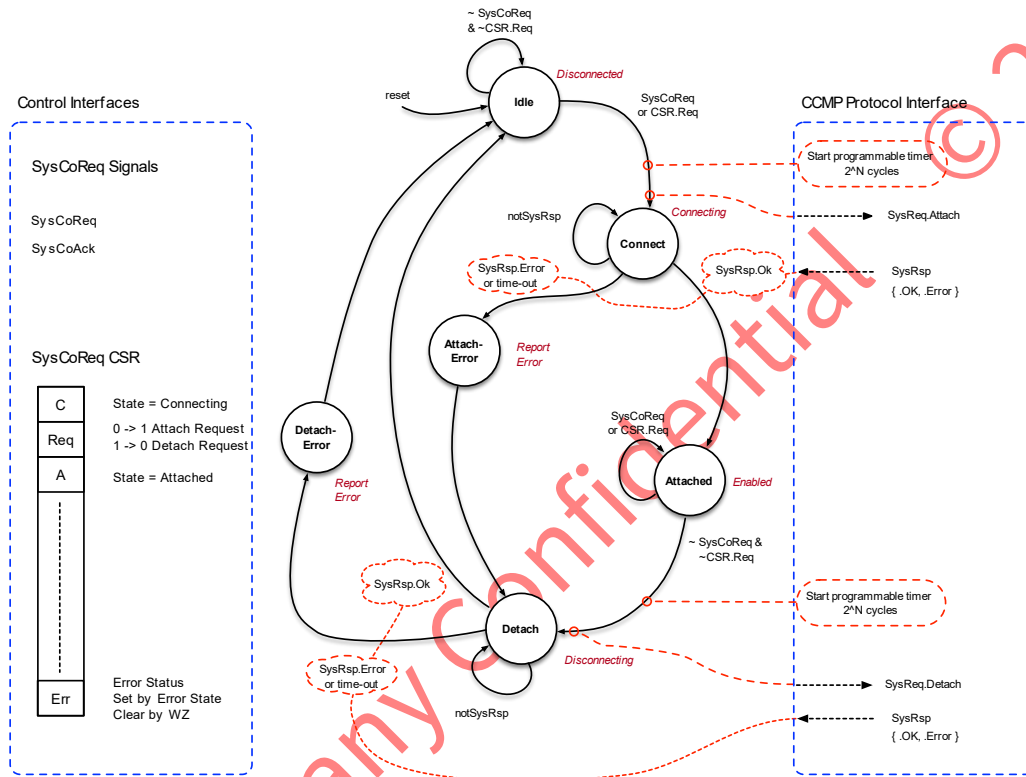 ~ SysCoReq
& ~CSR.Req
Disconnected
reset
Idle
Control Interfaces
SysCoReq
or CSR.Req
CCMP Protocol Interface
SysCoReq Signals
Start programmable timer
2^N cycles
SysCoReq
SysCoAck
notSysRsp
Connecting
SysReq.Attach
Connect
SysRsp.Error
or time-out
SysRsp.Ok
SysRsp
{ .OK, .Error }
Attach-
Error
Report
Error
SysCoReq CSR
C
State = Connecting
Req
0 -> 1 Attach Request
1 -> 0 Detach Request
A
State = Attached
Detach-
Error
Report
Error
SysCoReq
or CSR.Req
Attached
Enabled
~ SysCoReq &
~CSR.Req
SysRsp.Ok
Start programmable timer
2^N cycles
Detach
Disconnecting
SysRsp.Error
or time-out
notSysRsp
Err
Error Status
Set by Error State
Clear by WZ
SysReq.Detach
SysRsp
{ .OK, .Error }
any Confidential
©